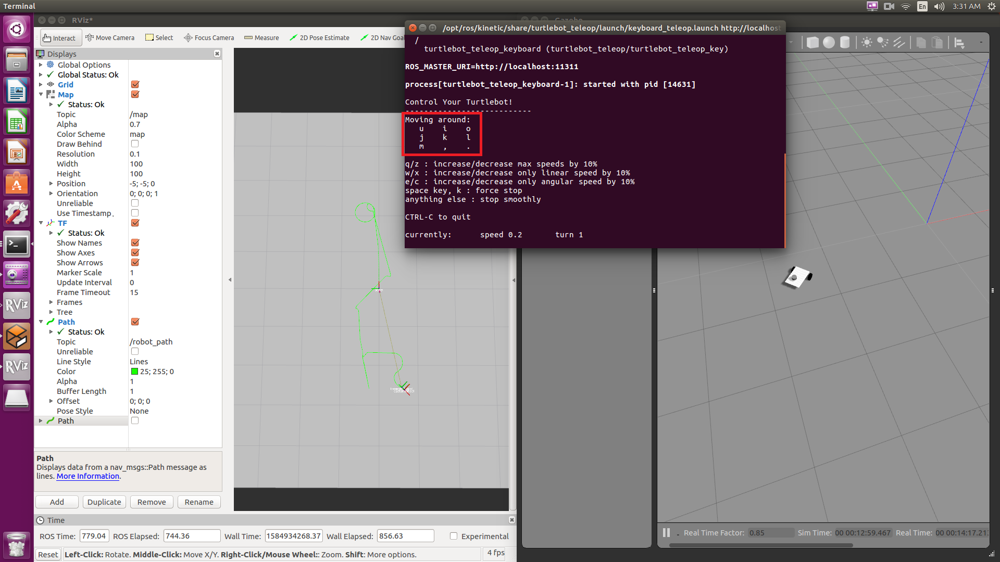 Terminal
En
3:31 AM
RViz*
Gazebo
Interact
Move Camera
Select
Focus Camera
Measure
2D Pose Estimate
2D Nav Goal
Displays
Global Options
Global Status: Ok
Grid
Map
Status: Ok
Topic /map
Alpha 0.7
Color Scheme map
Draw Behind
Resolution 0.1
Width 100
Height 100
Position -5; -5; 0
Orientation 0; 0; 0; 1
Unreliable
Use Timestamp.
TF
Status: Ok
Show Names
Show Axes
Show Arrows
Marker Scale 1
Update Interval 0
Frame Timeout 15
Frames
Tree
Path
Status: Ok
Topic /robot_path
Unreliable
Line Style Lines
Color 25; 255; 0
Alpha 1
Buffer Length 1
Offset 0; 0; 0
Pose Style None
Path
Path
Displays data from a nav_msgs::Path message as
lines. More Information.
Add Duplicate Remove Rename
/opt/ros/kinetic/share/turtlebot_teleop/launch/keyboard_teleop.launch http://localhost
/
turtlebot_teleop_keyboard (turtlebot_teleop/turtlebot_teleop_key)
ROS_MASTER_URI=http://localhost:11311
process[turtlebot_teleop_keyboard-1]: started with pid [14631]
Control Your Turtlebot!
---------------------------
Moving around:
u i o
j k l
m , .
q/z : increase/decrease max speeds by 10%
w/x : increase/decrease only linear speed by 10%
e/c : increase/decrease only angular speed by 10%
space key, k : force stop
anything else : stop smoothly
CTRL-C to quit
currently: speed 0.2 turn 1
RViz
RViz
Time
ROS Time: 779.04 ROS Elapsed: 744.36 Wall Time: 1584934268.37 Wall Elapsed: 856.63 Experimental
Reset Left-Click: Rotate. Middle-Click: Move X/Y. Right-Click/Mouse Wheel:: Zoom. Shift: More options. 4 fps
Real Time Factor: 0.85 Sim Time: 00 00:12:59.467 Real Time: 00 00:14:17.21